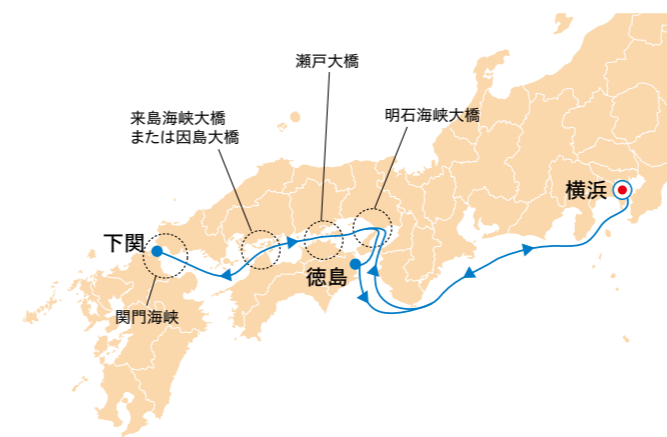 瀬戸大橋
来島海峡大橋
または因島大橋
明石海峡大橋
横浜
下関
徳島
関門海峡